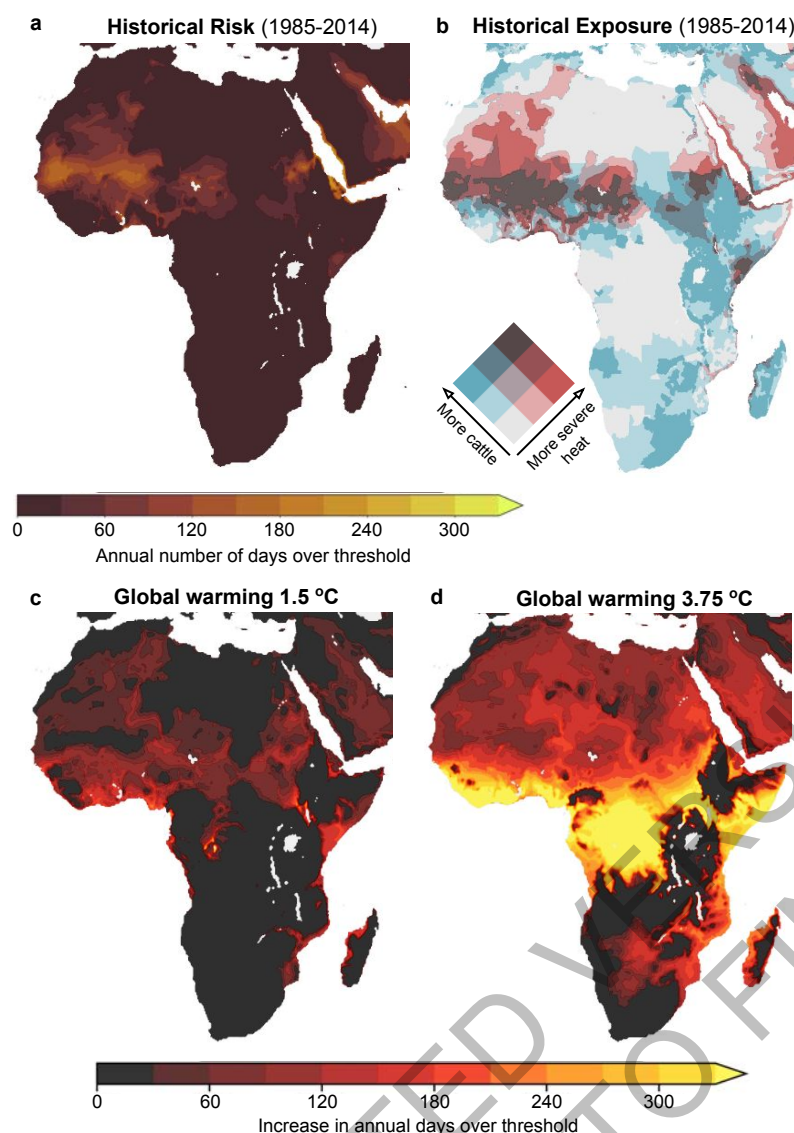 a Historical Risk (1985-2014)
b Historical Exposure (1985-2014)
More cattle
More severe
heat
0 60 120 180 240 300
Annual number of days over threshold
c Global warming 1.5 ºC
d Global warming 3.75 ºC
0 60 120 180 240 300
Increase in annual days over threshold